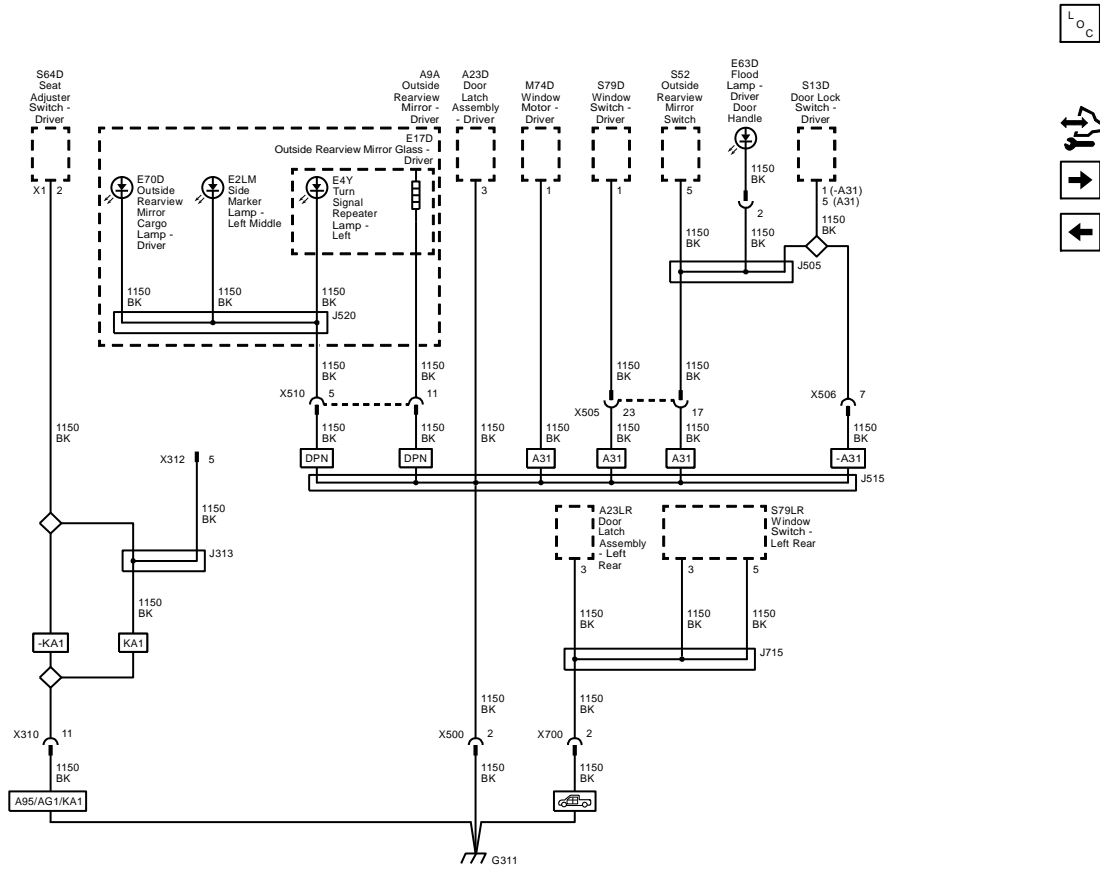 L
O
C
S64D
Seat
Adjuster
Switch -
Driver
A9A
Outside
Rearview
Mirror -
Driver
A23D
Door
Latch
Assembly
- Driver
M74D
Window
Motor -
Driver
S79D
Window
Switch -
Driver
S52
Outside
Rearview
Mirror
Switch
E63D
Flood
Lamp -
Driver
Door
Handle
S13D
Door Lock
Switch -
Driver
E17D
Outside Rearview Mirror Glass -
Driver
X1 2
E70D
Outside
Rearview
Mirror
Cargo
Lamp -
Driver
E2LM
Side
Marker
Lamp -
Left Middle
E4Y
Turn
Signal
Repeater
Lamp -
Left
3
1
1
5
1150
BK
2
1 (-A31)
5 (A31)
1150
BK
1150
BK
1150
BK
J505
1150
BK
1150
BK
1150
BK
J520
1150
BK
1150
BK
1150
BK
1150
BK
X510 5
11
X505 23
17
X506 7
1150
BK
1150
BK
1150
BK
1150
BK
1150
BK
1150
BK
1150
BK
1150
BK
DPN
DPN
A31
A31
A31
-A31
J515
X312 5
1150
BK
J313
A23LR
Door
Latch
Assembly
- Left
Rear
S79LR
Window
Switch -
Left Rear
3
3
5
1150
BK
1150
BK
1150
BK
1150
BK
-KA1
KA1
J715
1150
BK
1150
BK
X310 11
X500 2
X700 2
1150
BK
1150
BK
1150
BK
A95/AG1/KA1
G311